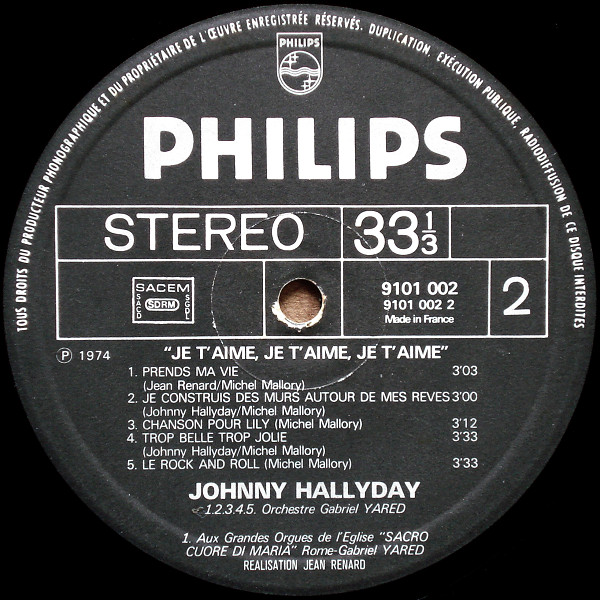 TOUS DROITS DU PRODUCTEUR PHONOGRAPHIQUE ET DU PROPRIÉTAIRE DE L'ŒUVRE ENREGISTRÉE RÉSERVÉS. DUPLICATION, EXÉCUTION PUBLIQUE, RADIODIFFUSION DE CE DISQUE INTERDITES
PHILIPS
PHILIPS
STEREO 33 1/3
SACEM
SACD SDRM SGDL
9101 002
9101 002 2
Made in France
2
Ⓟ 1974 "JE T'AIME, JE T'AIME, JE T'AIME"
1. PRENDS MA VIE 3'03
(Jean Renard/Michel Mallory)
2. JE CONSTRUIS DES MURS AUTOUR DE MES REVES 3'00
(Johnny Hallyday/Michel Mallory)
3. CHANSON POUR LILY (Michel Mallory) 3'12
4. TROP BELLE TROP JOLIE 3'33
(Johnny Hallyday/Michel Mallory)
5. LE ROCK AND ROLL (Michel Mallory) 3'33
JOHNNY HALLYDAY
1.2.3.4.5. Orchestre Gabriel YARED
1. Aux Grandes Orgues de l'Eglise "SACRO
CUORE DI MARIA" Rome-Gabriel YARED
REALISATION JEAN RENARD